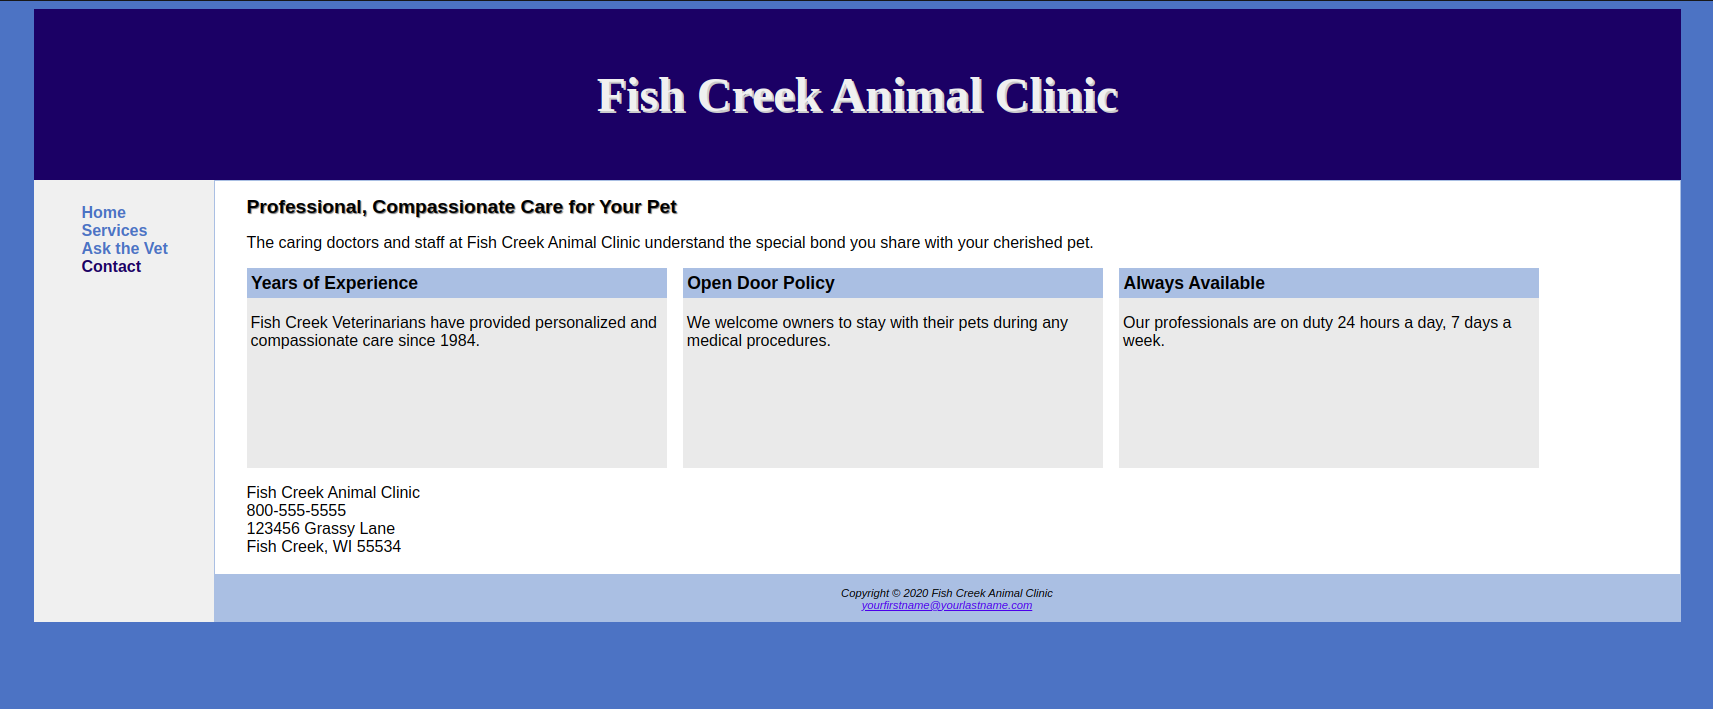 Fish Creek Animal Clinic
Home
Services
Ask the Vet
Contact
Professional, Compassionate Care for Your Pet
The caring doctors and staff at Fish Creek Animal Clinic understand the special bond you share with your cherished pet.
Years of Experience
Fish Creek Veterinarians have provided personalized and
compassionate care since 1984.
Open Door Policy
We welcome owners to stay with their pets during any
medical procedures.
Always Available
Our professionals are on duty 24 hours a day, 7 days a
week.
Fish Creek Animal Clinic
800-555-5555
123456 Grassy Lane
Fish Creek, WI 55534
Copyright © 2020 Fish Creek Animal Clinic
yourfirstname@yourlastname.com